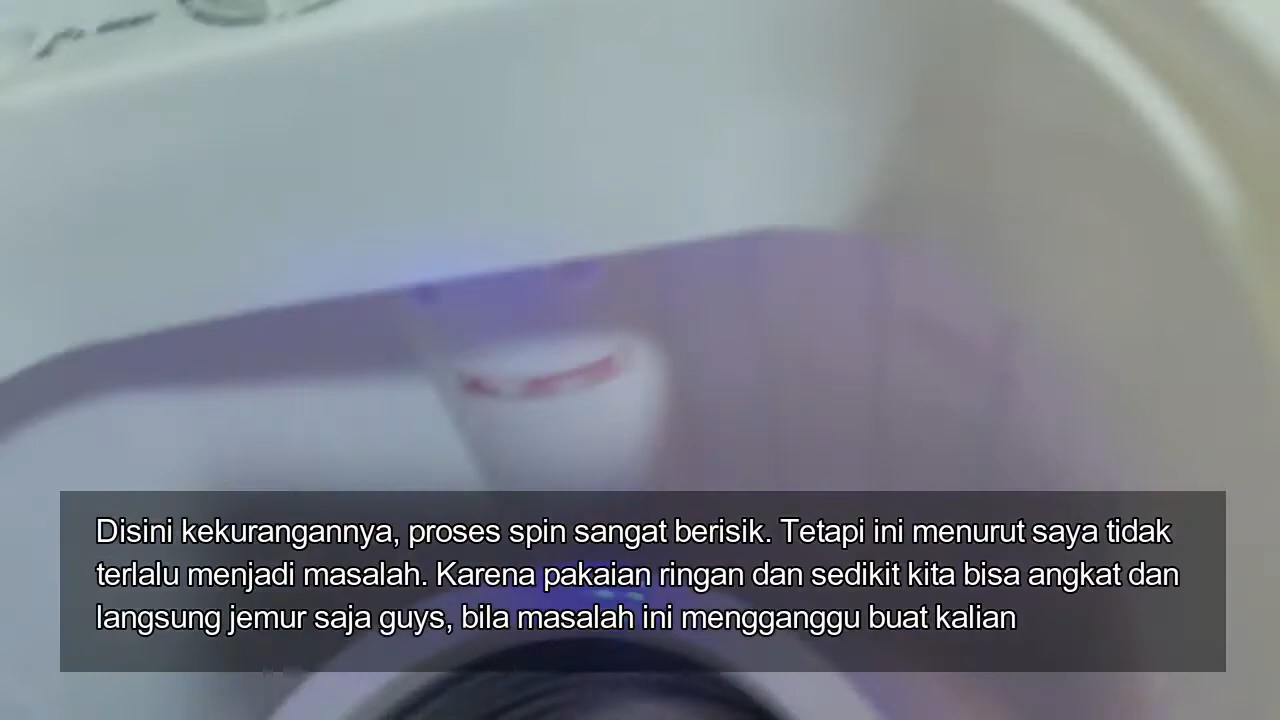 Disini kekurangannya, proses spin sangat berisik. Tetapi ini menurut saya tidak
terlalu menjadi masalah. Karena pakaian ringan dan sedikit kita bisa angkat dan
langsung jemur saja guys, bila masalah ini mengganggu buat kalian